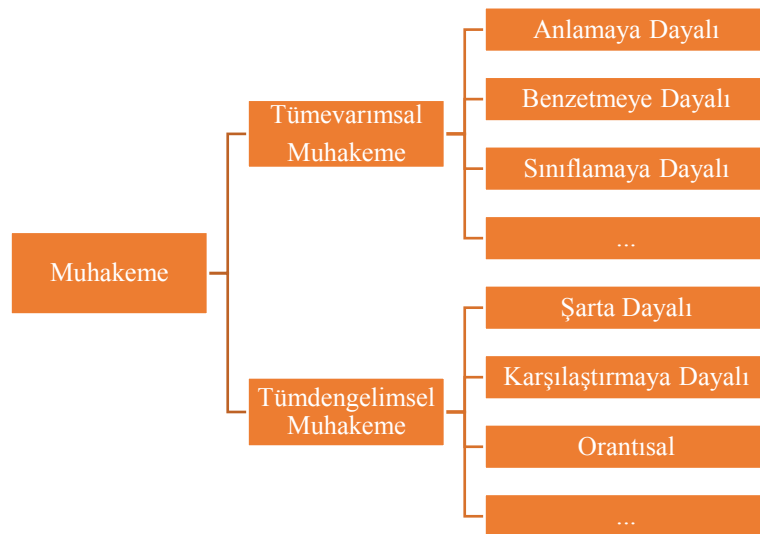 Muhakeme
Tümevarımsal
Muhakeme
Anlamaya Dayalı
Benzetmeye Dayalı
Sınıflamaya Dayalı
...
Tümdengelimsel
Muhakeme
Şarta Dayalı
Karşılaştırmaya Dayalı
Orantısal
...